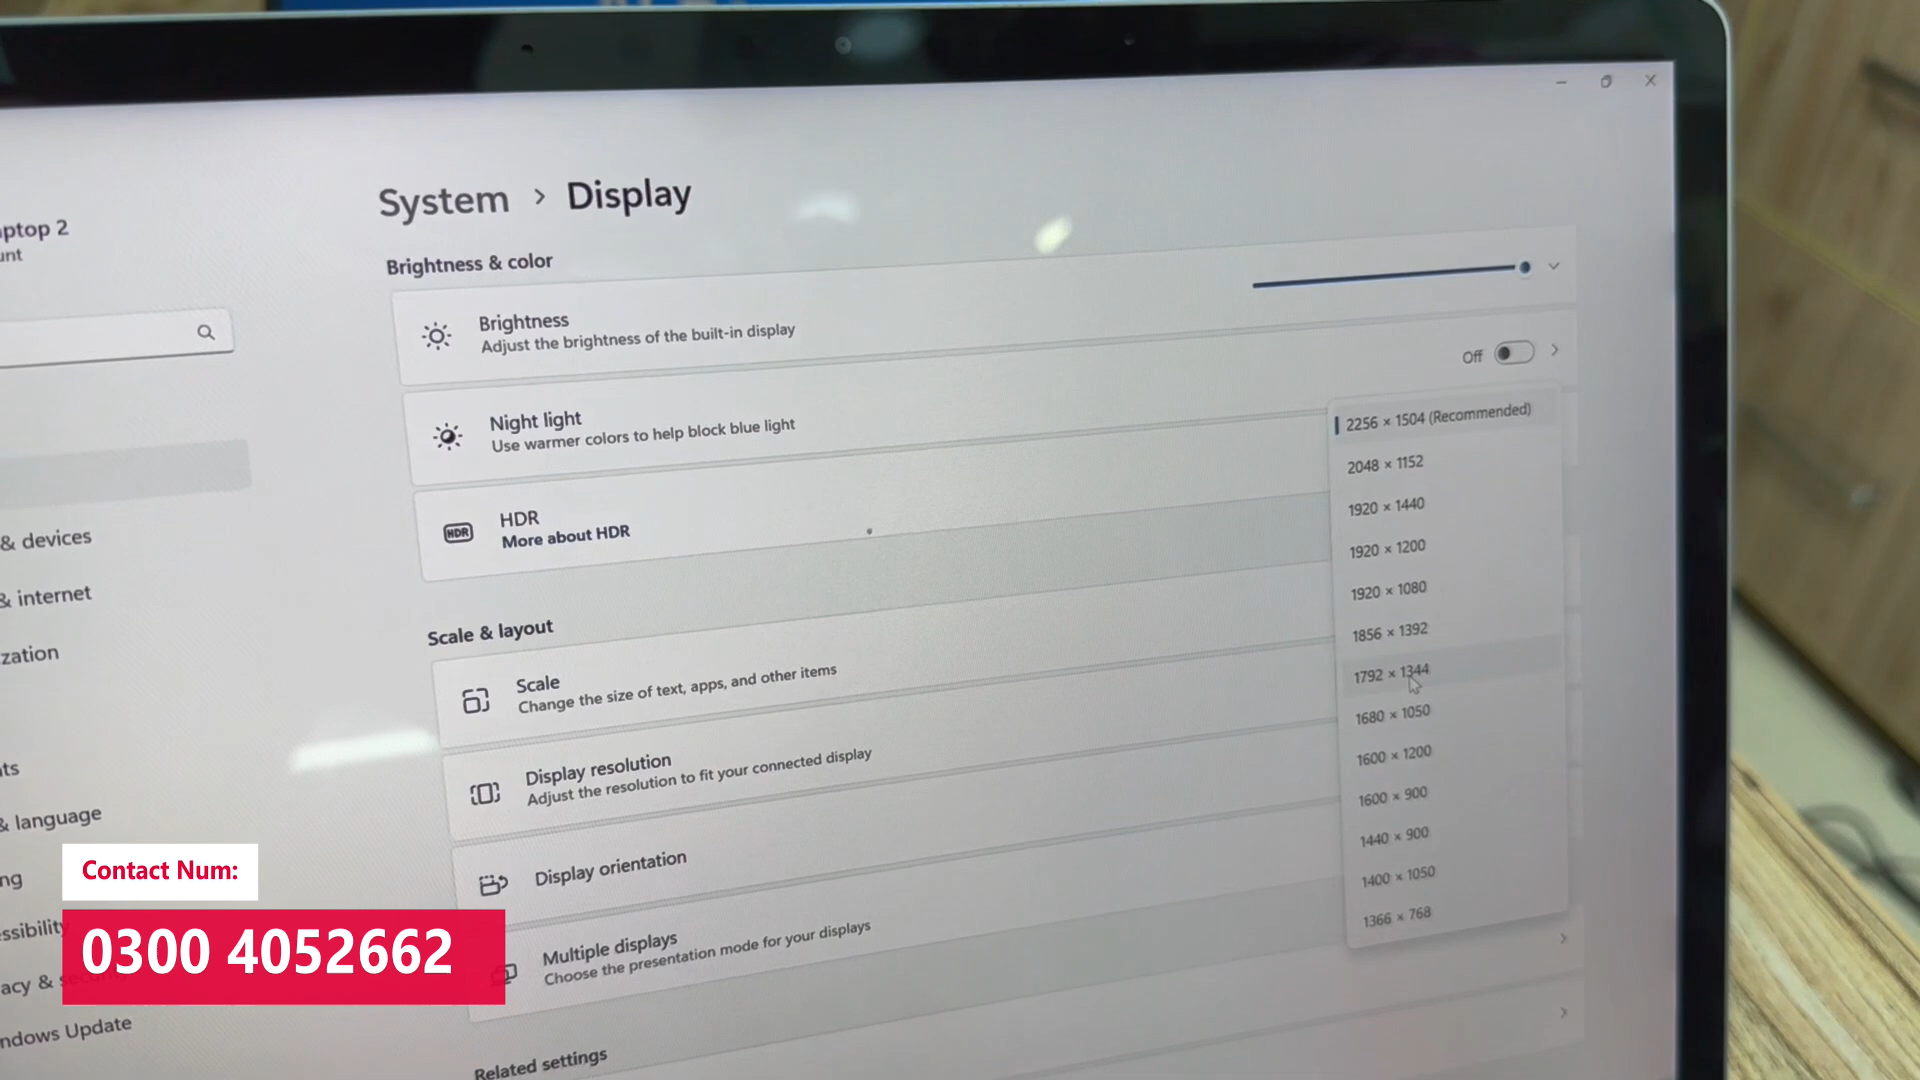 System > Display
ptop 2
unt
Brightness & color
Brightness
Adjust the brightness of the built-in display
Night light
Use warmer colors to help block blue light
Off
HDR
HDR
More about HDR
2256 × 1504 (Recommended)
2048 × 1152
1920 × 1440
1920 × 1200
1920 × 1080
1856 × 1392
1792 × 1344
1680 × 1050
1600 × 1200
1600 × 900
1440 × 900
1400 × 1050
1366 × 768
& devices
& internet
zation
ts
& language
ng
ssibility
acy &
ndows Update
Scale & layout
Scale
Change the size of text, apps, and other items
Display resolution
Adjust the resolution to fit your connected display
Display orientation
Multiple displays
Choose the presentation mode for your displays
Related settings
Contact Num:
0300 4052662